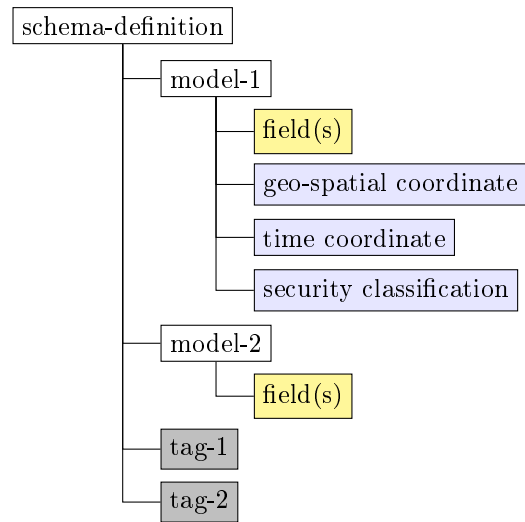 schema-definition
model-1
field(s)
geo-spatial coordinate
time coordinate
security classification
model-2
field(s)
tag-1
tag-2